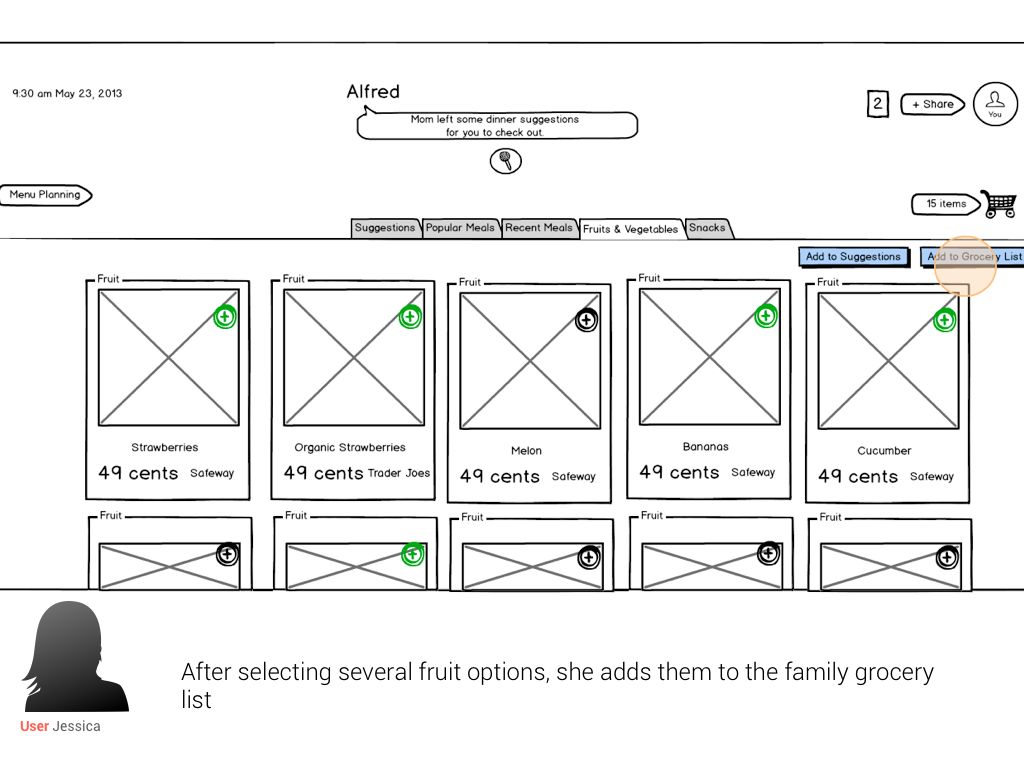 9:30 am May 23, 2013
Alfred
Mom left some dinner suggestions
for you to check out.
2
+ Share
You
Menu Planning
15 items
Suggestions
Popular Meals
Recent Meals
Fruits & Vegetables
Snacks
Add to Suggestions
Add to Grocery List
Fruit
Fruit
Fruit
Fruit
Fruit
Strawberries
Organic Strawberries
Melon
Bananas
Cucumber
49 cents Safeway
49 cents Trader Joes
49 cents Safeway
49 cents Safeway
49 cents Safeway
Fruit
Fruit
Fruit
Fruit
Fruit
After selecting several fruit options, she adds them to the family grocery
list
User Jessica